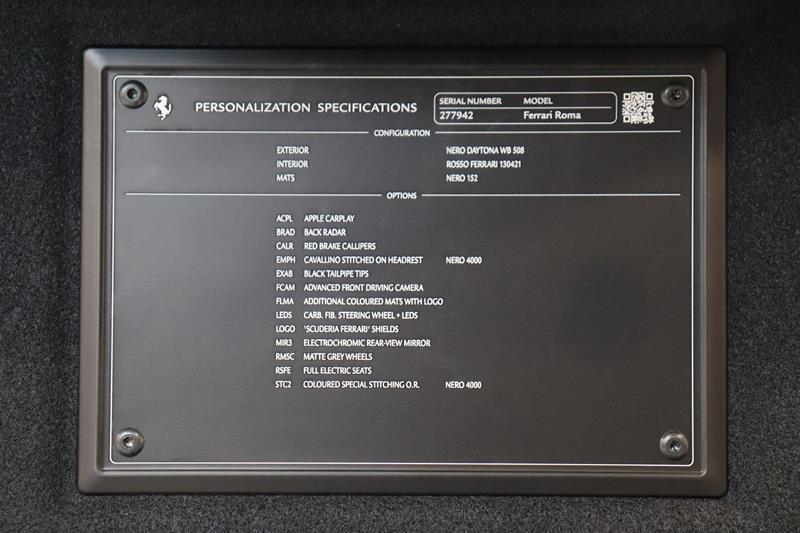 PERSONALIZATION SPECIFICATIONS
SERIAL NUMBER MODEL
277942 Ferrari Roma
CONFIGURATION
EXTERIOR NERO DAYTONA WB 508
INTERIOR ROSSO FERRARI 130421
MATS NERO 152
OPTIONS
ACPL APPLE CARPLAY
BRAD BACK RADAR
CALR RED BRAKE CALLIPERS
EMPH CAVALLINO STITCHED ON HEADREST NERO 4000
EXAB BLACK TAILPIPE TIPS
FCAM ADVANCED FRONT DRIVING CAMERA
FLMA ADDITIONAL COLOURED MATS WITH LOGO
LEDS CARB. FIB. STEERING WHEEL + LEDS
LOGO 'SCUDERIA FERRARI' SHIELDS
MIR3 ELECTROCHROMIC REAR-VIEW MIRROR
RMSC MATTE GREY WHEELS
RSFE FULL ELECTRIC SEATS
STC2 COLOURED SPECIAL STITCHING O.R. NERO 4000